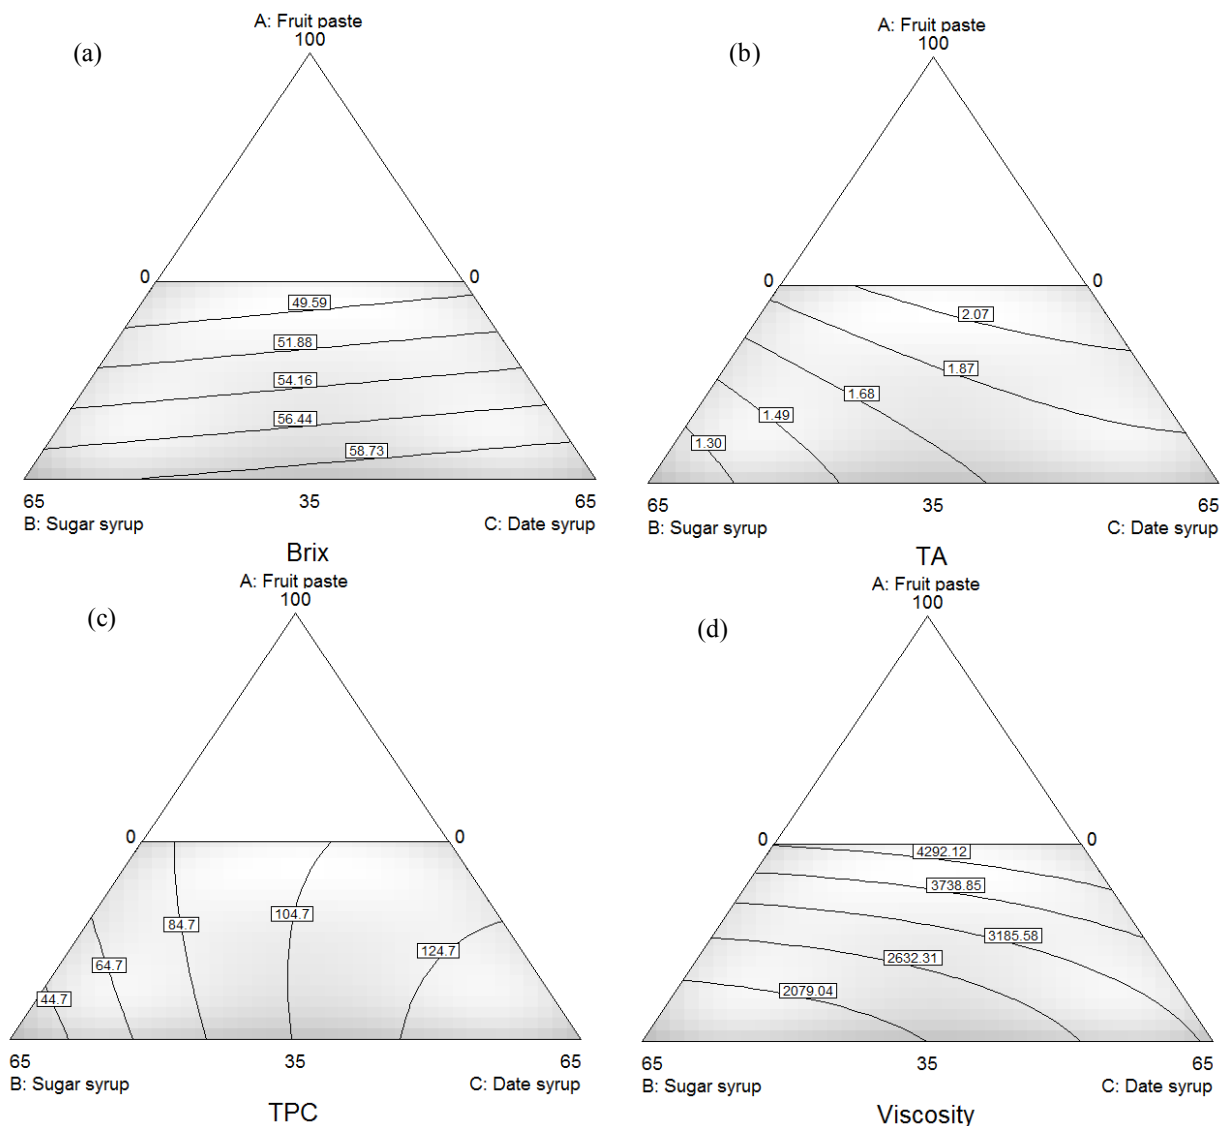 (a)
A: Fruit paste
100
0
0
49.59
51.88
54.16
56.44
58.73
65
35
65
B: Sugar syrup
C: Date syrup
Brix
(b)
A: Fruit paste
100
0
0
2.07
1.87
1.68
1.49
1.30
65
35
65
B: Sugar syrup
C: Date syrup
TA
(c)
A: Fruit paste
100
0
0
104.7
84.7
124.7
64.7
44.7
65
35
65
B: Sugar syrup
C: Date syrup
TPC
(d)
A: Fruit paste
100
0
0
4292.12
3738.85
3185.58
2632.31
2079.04
65
35
65
B: Sugar syrup
C: Date syrup
Viscosity